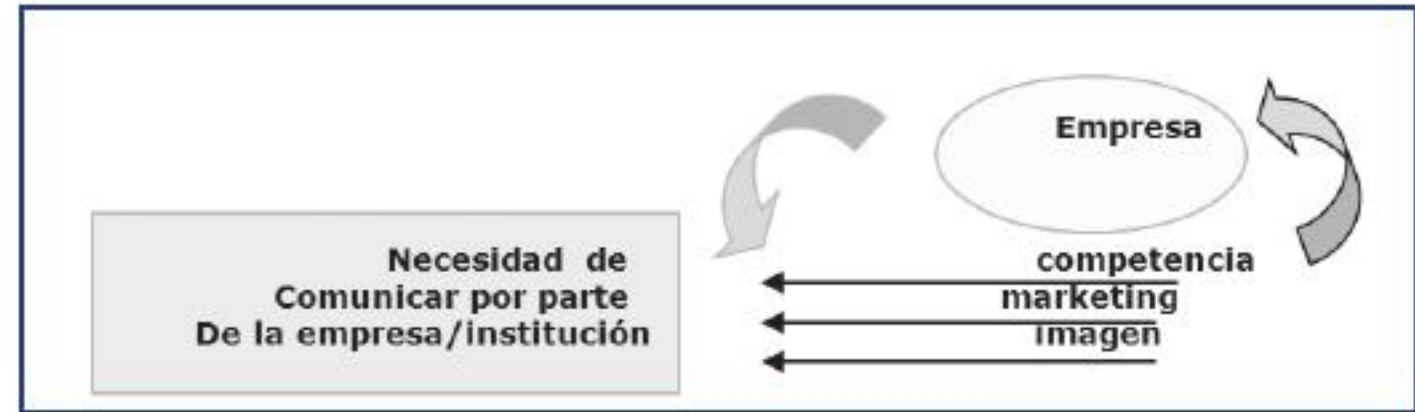 Empresa
Necesidad de
Comunicar por parte
De la empresa/institución
competencia
marketing
imagen